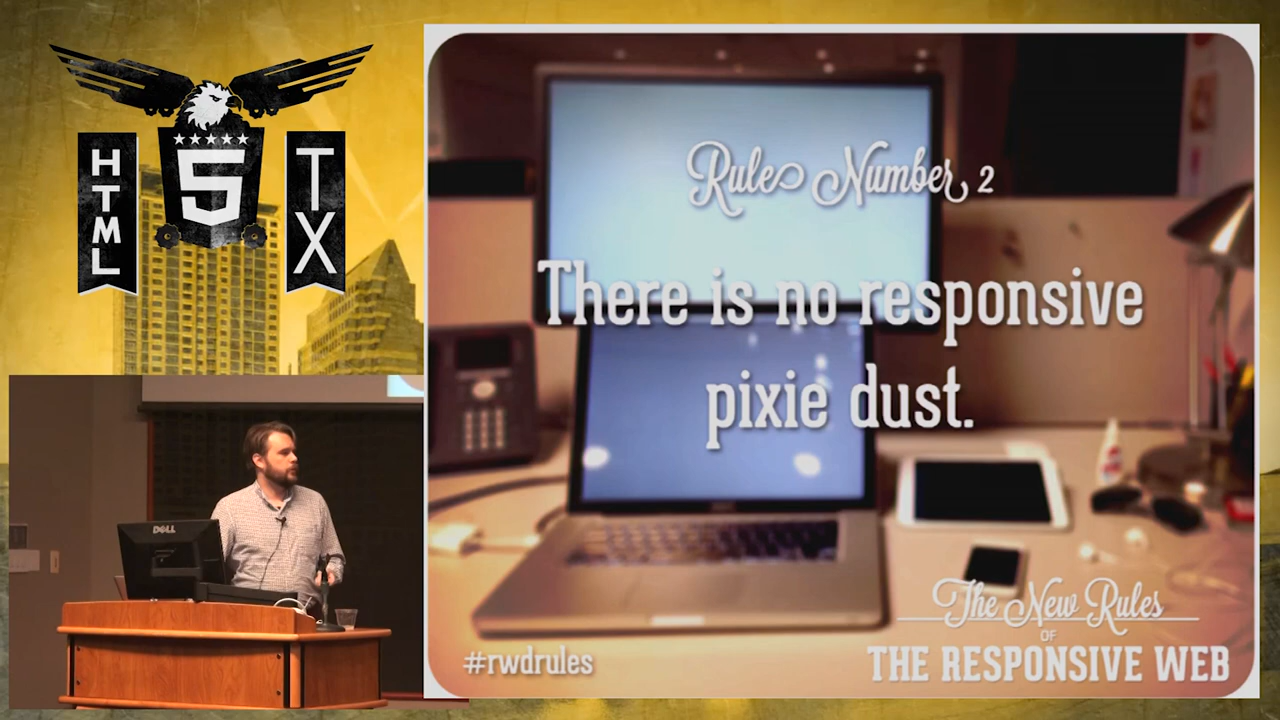 HTML
5
TX
DELL
Rule Number 2
There is no responsive
pixie dust.
The New Rules
OF
THE RESPONSIVE WEB
#rwdrules